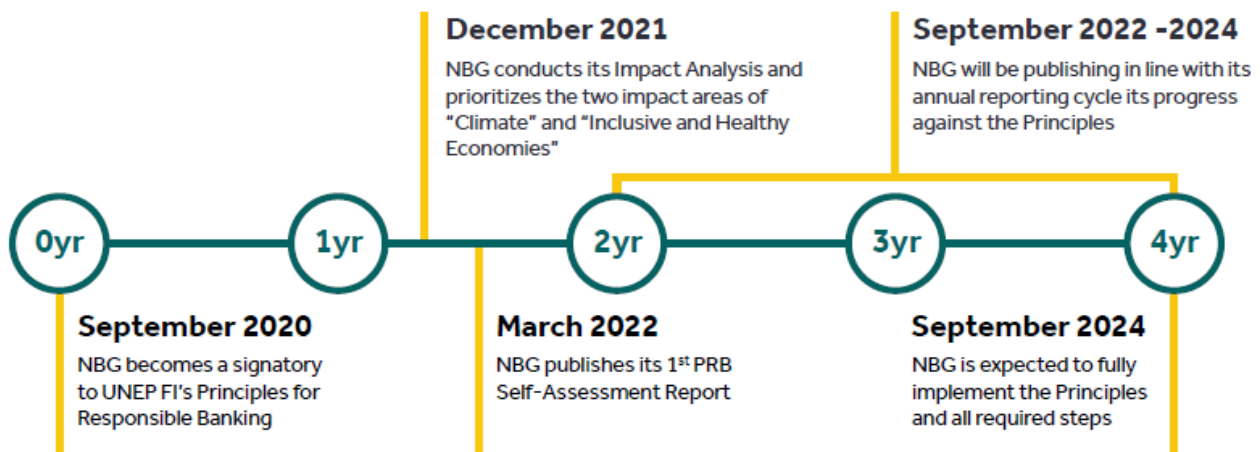 December 2021
NBG conducts its Impact Analysis and
prioritizes the two impact areas of
“Climate” and “Inclusive and Healthy
Economies”
September 2022 -2024
NBG will be publishing in line with its
annual reporting cycle its progress
against the Principles
0yr
1yr
2yr
3yr
4yr
September 2020
NBG becomes a signatory
to UNEP FI's Principles for
Responsible Banking
March 2022
NBG publishes its 1st PRB
Self-Assessment Report
September 2024
NBG is expected to fully
implement the Principles
and all required steps